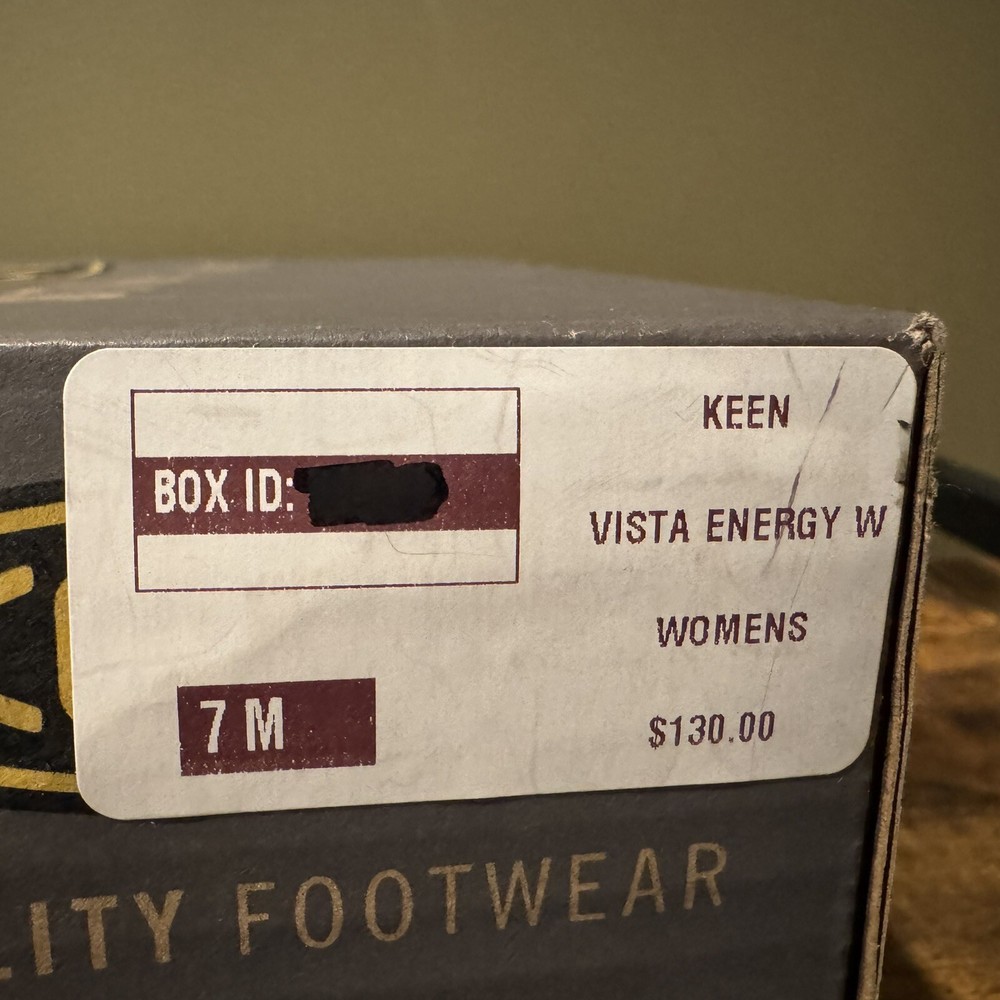 BOX ID:
7 M
KEEN
VISTA ENERGY W
WOMENS
$130.00
LITY FOOTWEAR